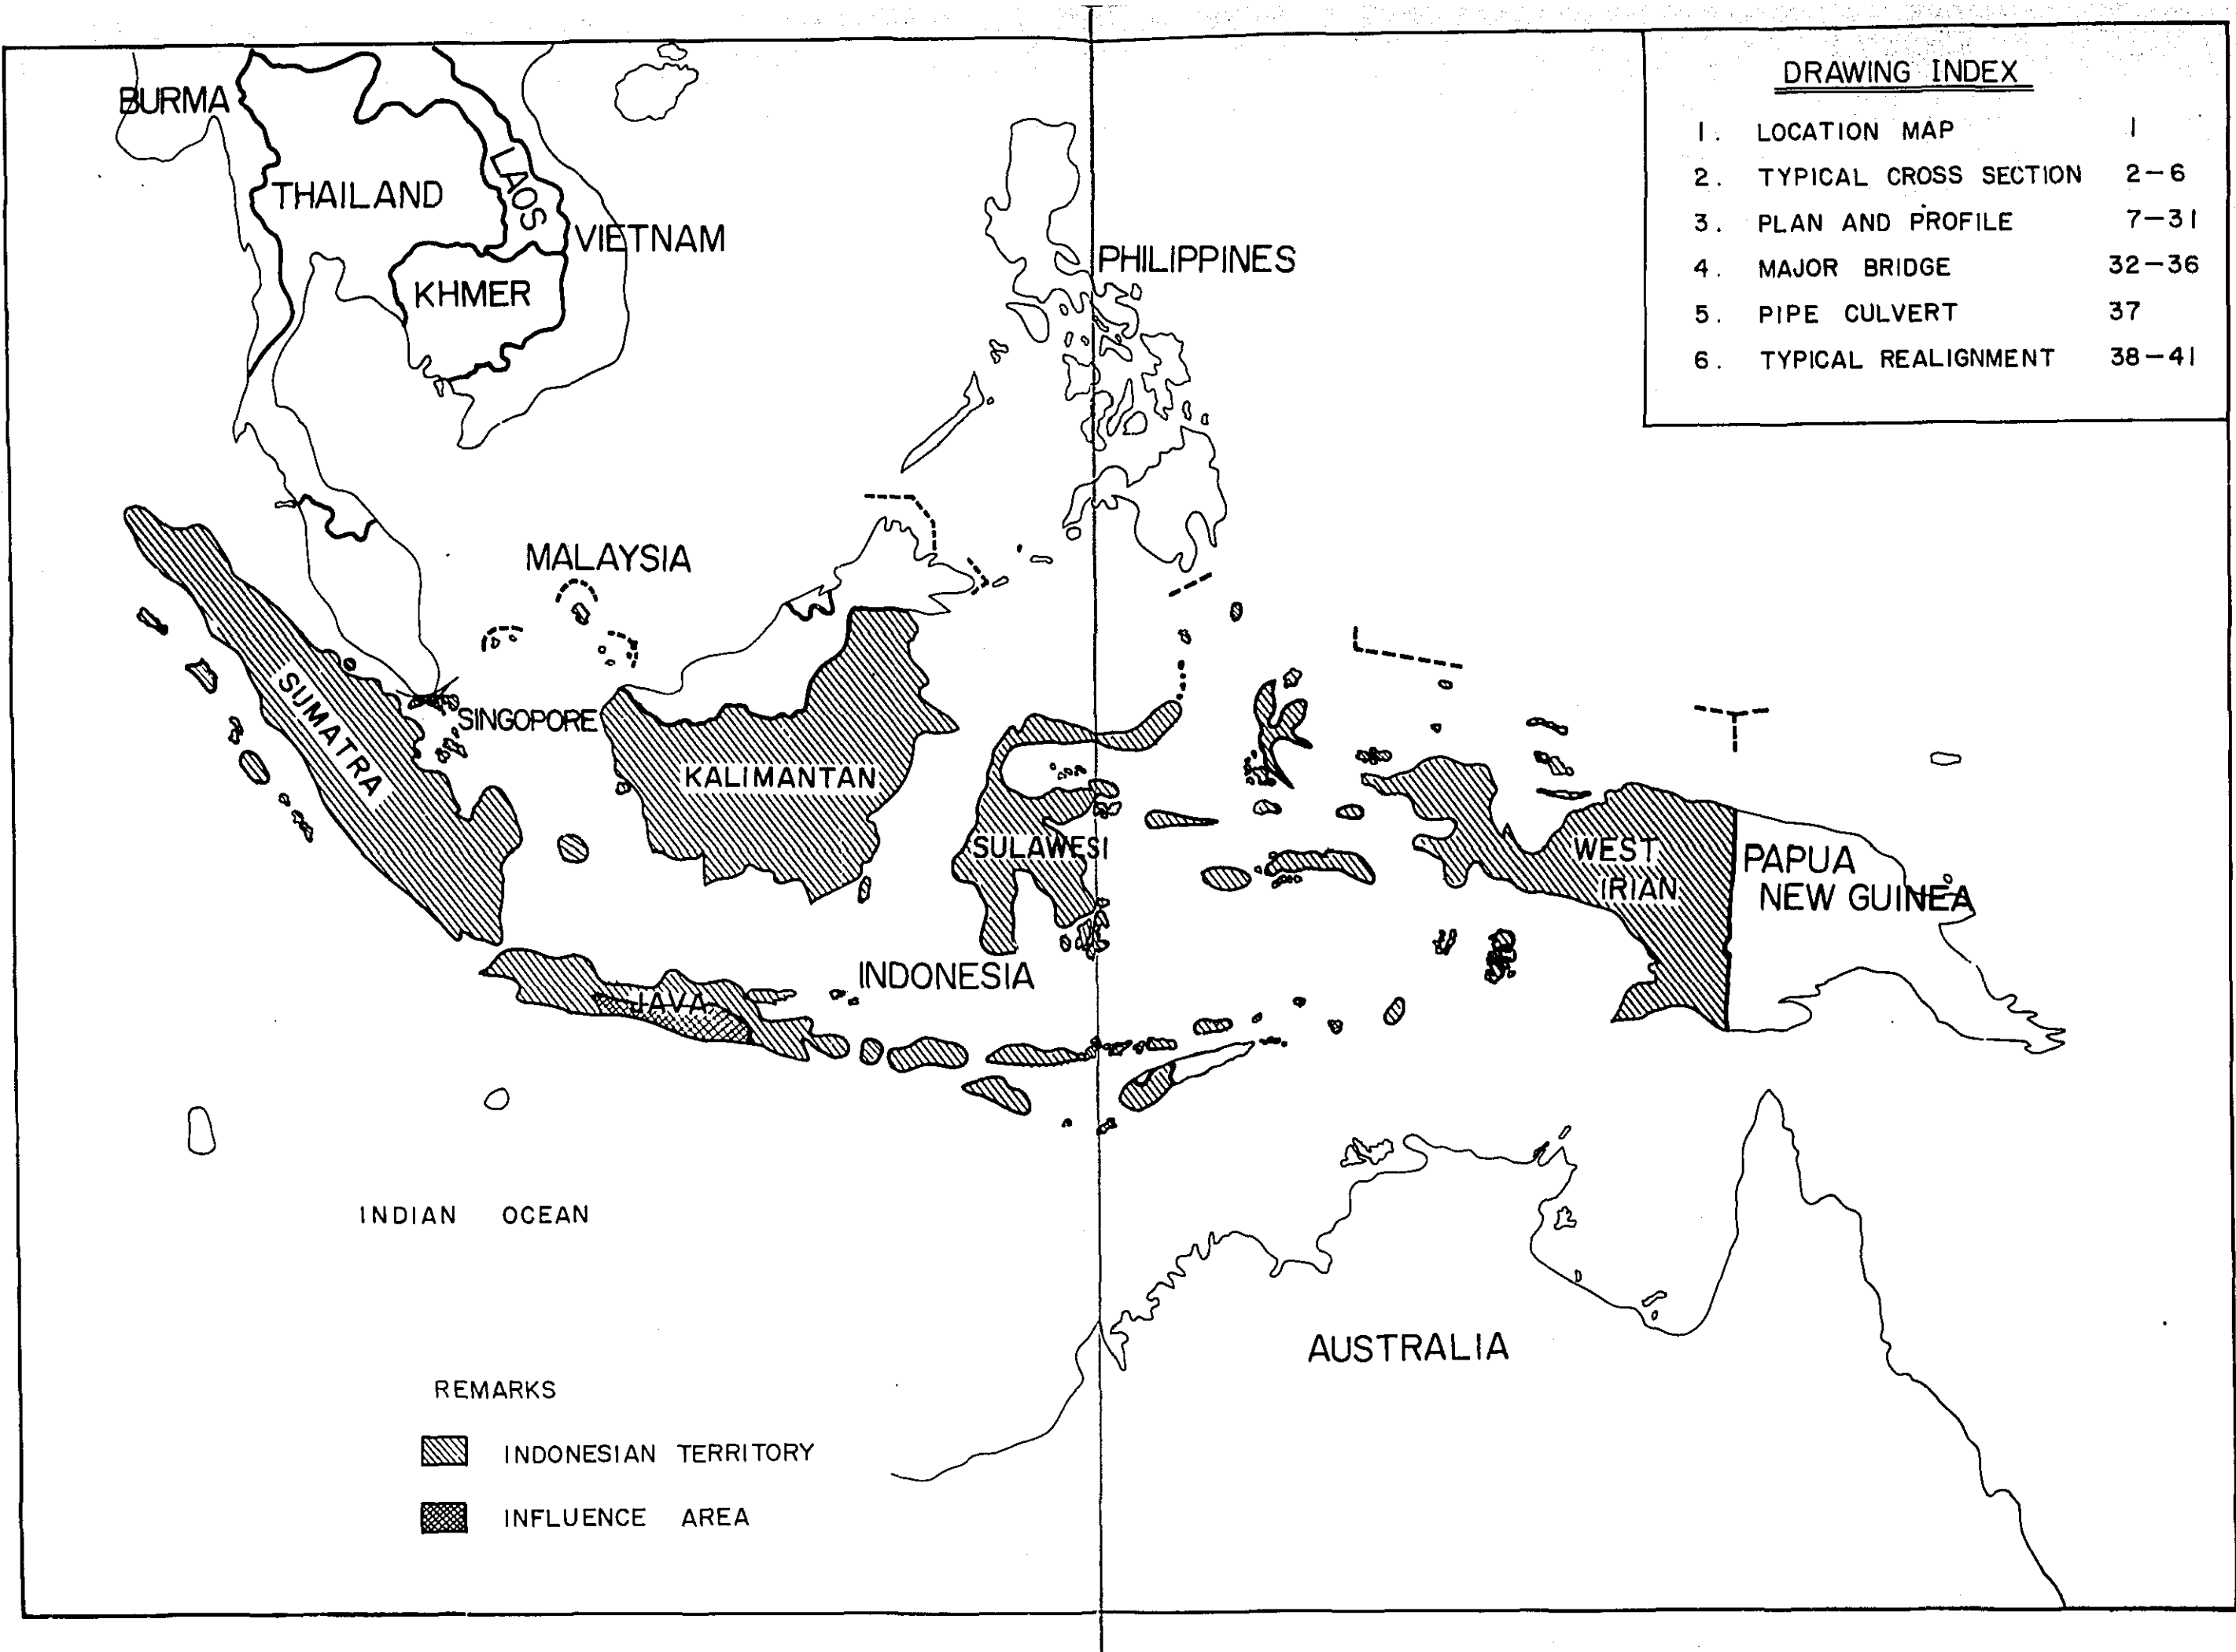 DRAWING INDEX
1. LOCATION MAP 1
2. TYPICAL CROSS SECTION 2-6
3. PLAN AND PROFILE 7-31
4. MAJOR BRIDGE 32-36
5. PIPE CULVERT 37
6. TYPICAL REALIGNMENT 38-41
BURMA
THAILAND
LAOS
VIETNAM
KHMER
PHILIPPINES
MALAYSIA
SUMATRA
SINGOPORE
KALIMANTAN
SULAWESI
WEST
IRIAN
PAPUA
NEW GUINEA
INDONESIA
JAVA
INDIAN OCEAN
AUSTRALIA
REMARKS
INDONESIAN TERRITORY
INFLUENCE AREA